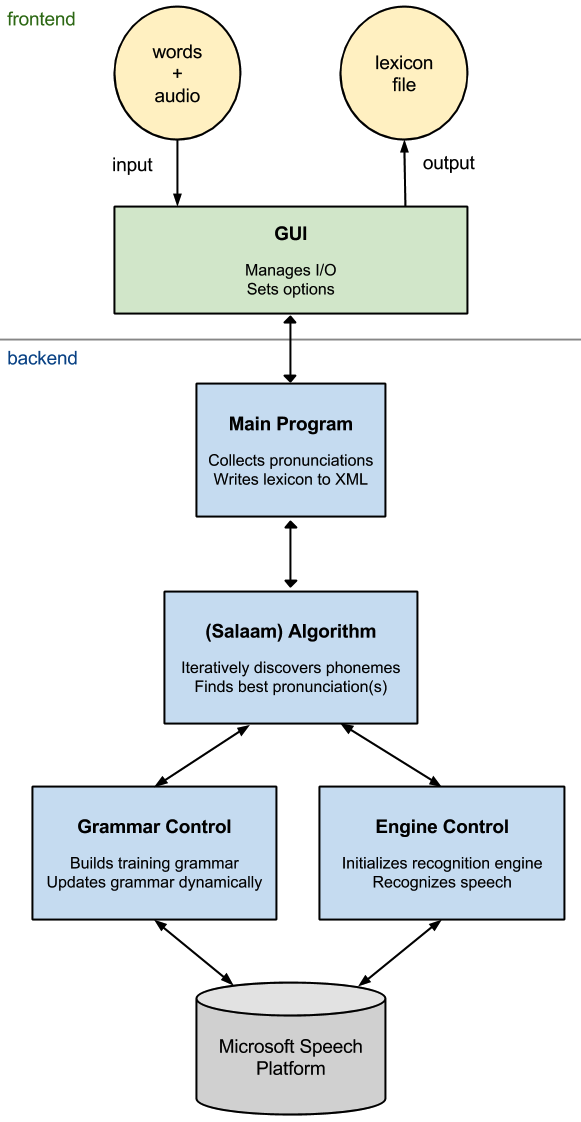 frontend
words
+
audio
lexicon
file
input
output
GUI
Manages I/O
Sets options
backend
Main Program
Collects pronunciations
Writes lexicon to XML
(Salaam) Algorithm
Iteratively discovers phonemes
Finds best pronunciation(s)
Grammar Control
Builds training grammar
Updates grammar dynamically
Engine Control
Initializes recognition engine
Recognizes speech
Microsoft Speech
Platform